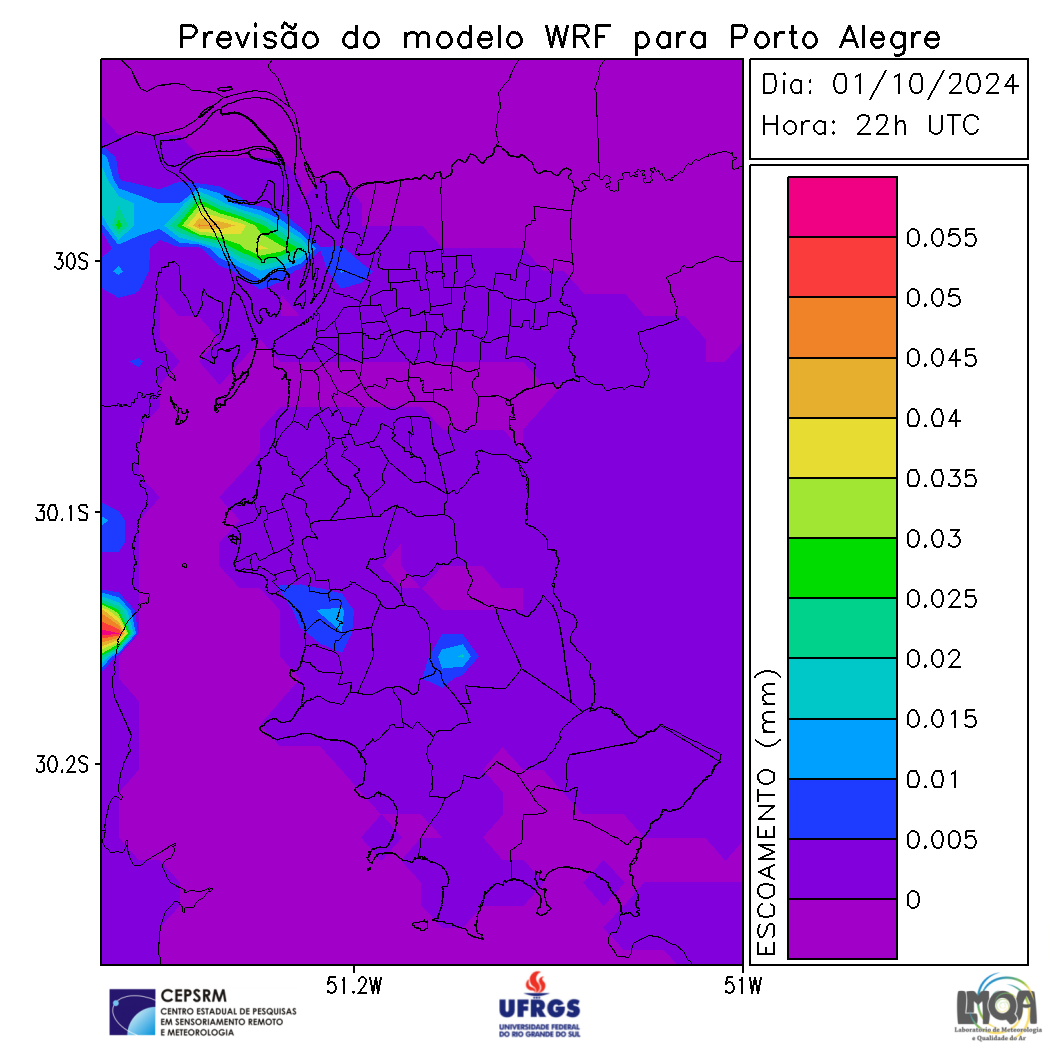 Previsão do modelo WRF para Porto Alegre
Dia: 01/10/2024
Hora: 22h UTC
0.055
0.05
0.045
0.04
0.035
0.03
0.025
0.02
0.015
0.01
0.005
0
ESCOAMENTO (mm)
30S
30.1S
30.2S
51.2W
51W
CEPSRM
CENTRO ESTADUAL DE PESQUISAS
EM SENSORIAMENTO REMOTO
E METEOROLOGIA
UFRGS
UNIVERSIDADE FEDERAL
DO RIO GRANDE DO SUL
LMQA
Laboratório de Meteorologia
e Qualidade do Ar